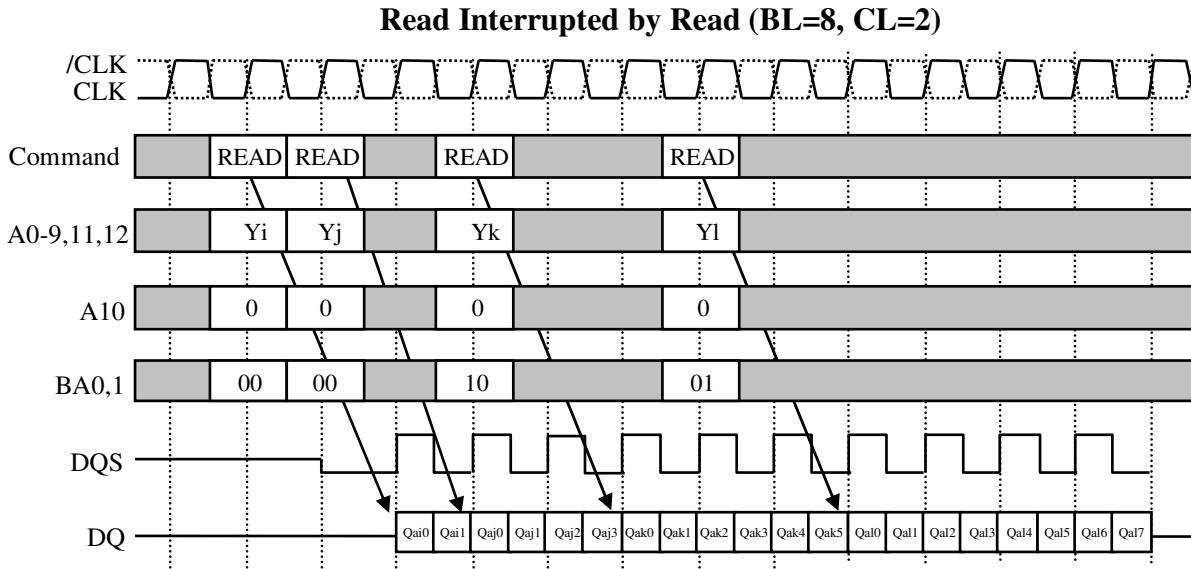 Read Interrupted by Read (BL=8, CL=2)
/CLK
CLK
Command READ READ READ READ
A0-9,11,12 Yi Yj Yk Yl
A10 0 0 0 0
BA0,1 00 00 10 01
DQS
DQ Qai0 Qai1 Qaj0 Qaj1 Qaj2 Qaj3 Qak0 Qak1 Qak2 Qak3 Qak4 Qak5 Qal0 Qal1 Qal2 Qal3 Qal4 Qal5 Qal6 Qal7